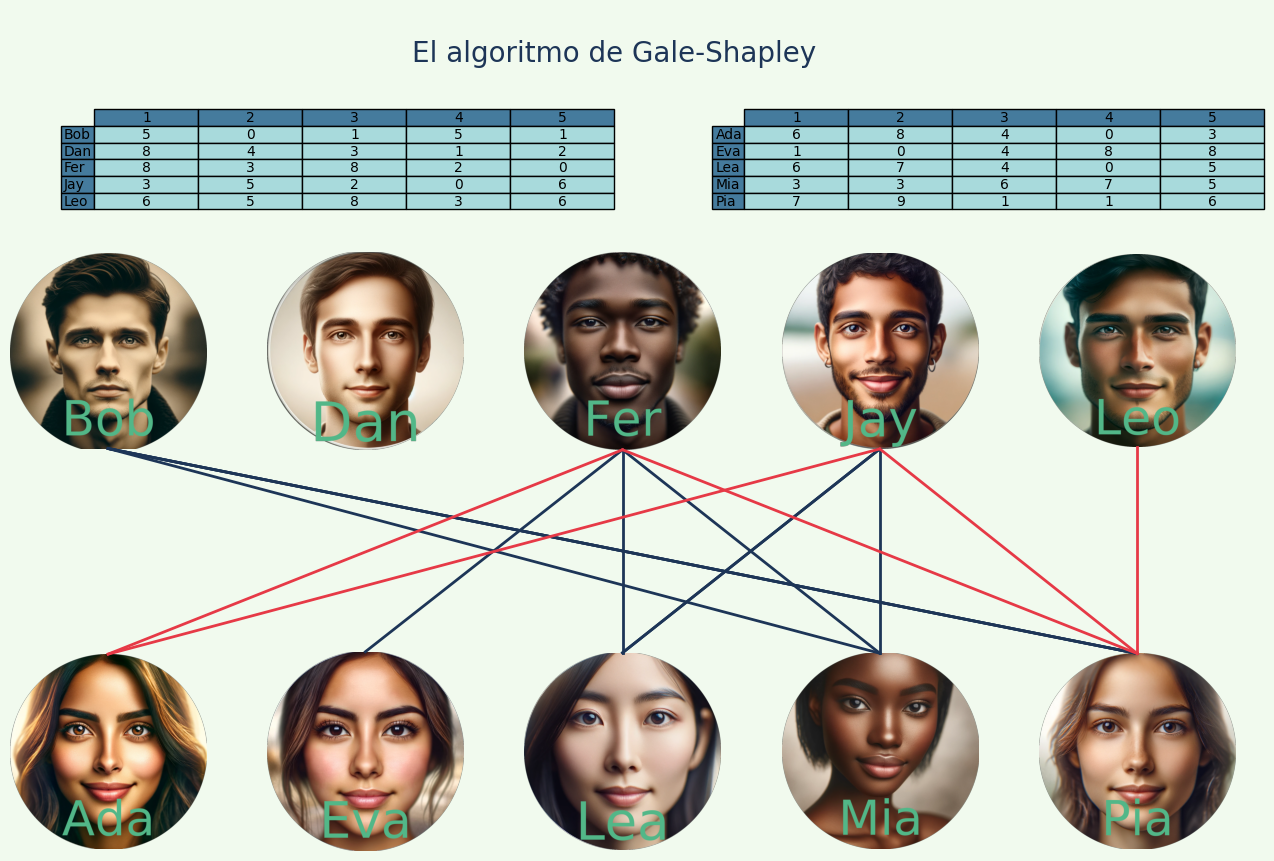 El algoritmo de Gale-Shapley
1 2 3 4 5
Bob 5 0 1 5 1
Dan 8 4 3 1 2
Fer 8 3 8 2 0
Jay 3 5 2 0 6
Leo 6 5 8 3 6
1 2 3 4 5
Ada 6 8 4 0 3
Eva 1 0 4 8 8
Lea 6 7 4 0 5
Mia 3 3 6 7 5
Pia 7 9 1 1 6
Bob
Dan
Fer
Jay
Leo
Ada
Eva
Lea
Mia
Pia